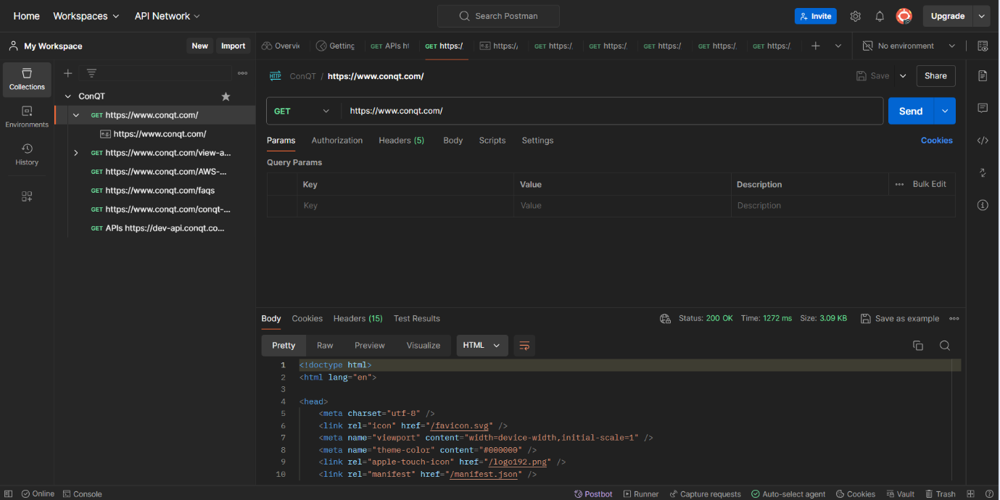 Home Workspaces API Network Search Postman Invite Upgrade
My Workspace New Import Overvie Getting APIs ht GET https:/ https:/ GET https:/ GET https:/ GET https:/ GET https:/ GET https:/ No environment
Collections
Environments
History
ConQT
GET https://www.conqt.com/
e.g. https://www.conqt.com/
GET https://www.conqt.com/view-a...
GET https://www.conqt.com/AWS-...
GET https://www.conqt.com/faqs
GET https://www.conqt.com/conqt-...
GET APIs https://dev-api.conqt.co...
HTTP ConQT / https://www.conqt.com/ Save Share
GET https://www.conqt.com/ Send
Params Authorization Headers (5) Body Scripts Settings Cookies
Query Params
Key Value Description Bulk Edit
Key Value Description
Body Cookies Headers (15) Test Results Status: 200 OK Time: 1272 ms Size: 3.09 KB Save as example
Pretty Raw Preview Visualize HTML
1 <!doctype html>
2 <html lang="en">
3
4 <head>
5 <meta charset="utf-8" />
6 <link rel="icon" href="/favicon.svg" />
7 <meta name="viewport" content="width=device-width,initial-scale=1" />
8 <meta name="theme-color" content="#000000" />
9 <link rel="apple-touch-icon" href="/logo192.png" />
10 <link rel="manifest" href="/manifest.json" />
Online Console Postbot Runner Capture requests Auto-select agent Cookies Vault Trash